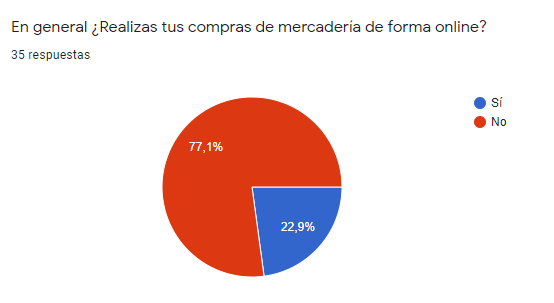 En general ¿Realizas tus compras de mercadería de forma online?
35 respuestas
Sí
No
77,1%
22,9%